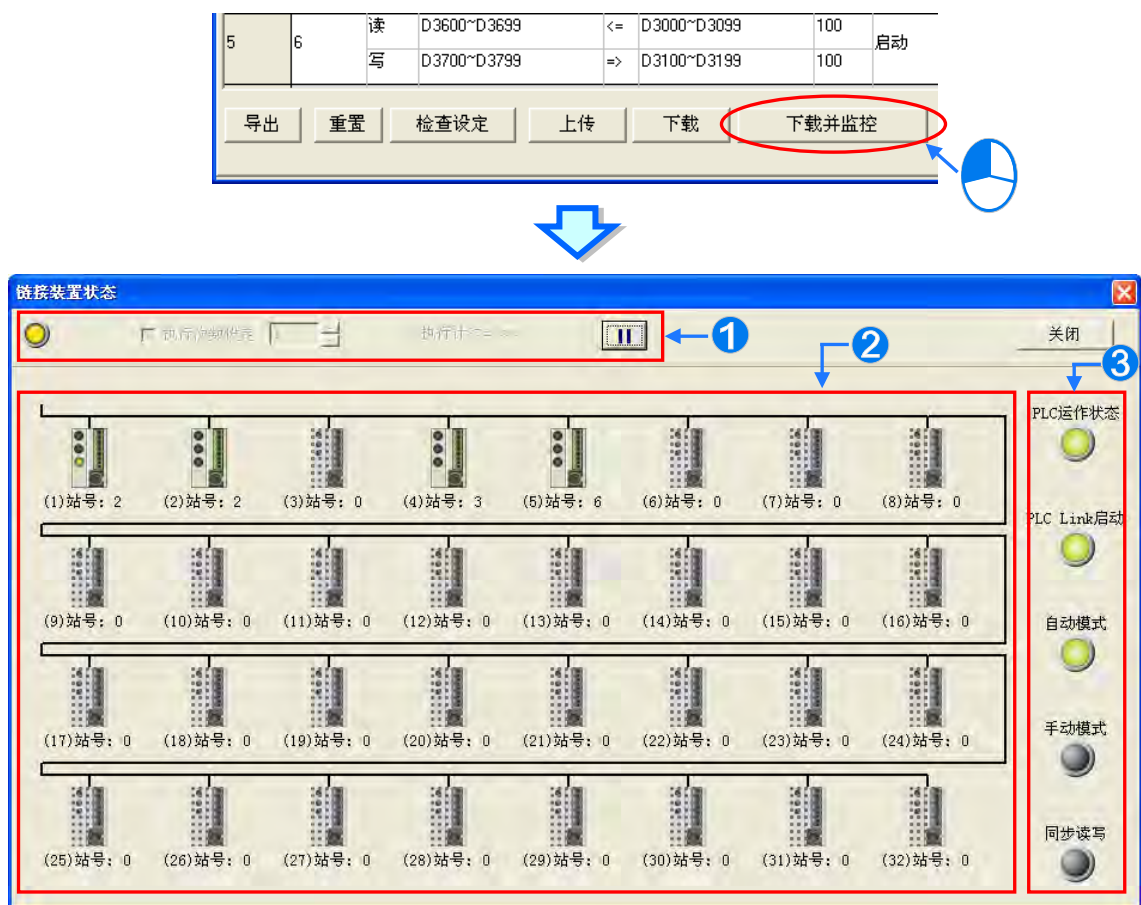 5 6 读 D3600~D3699 <= D3000~D3099 100 启动
写 D3700~D3799 => D3100~D3199 100
导出 重置 检查设定 上传 下载 下载并监控
链接装置状态
1
关闭
2
3
PLC运作状态
(1)站号: 2 (2)站号: 2 (3)站号: 0 (4)站号: 3 (5)站号: 6 (6)站号: 0 (7)站号: 0 (8)站号: 0
PLC Link启动
(9)站号: 0 (10)站号: 0 (11)站号: 0 (12)站号: 0 (13)站号: 0 (14)站号: 0 (15)站号: 0 (16)站号: 0
自动模式
(17)站号: 0 (18)站号: 0 (19)站号: 0 (20)站号: 0 (21)站号: 0 (22)站号: 0 (23)站号: 0 (24)站号: 0
手动模式
同步读写
(25)站号: 0 (26)站号: 0 (27)站号: 0 (28)站号: 0 (29)站号: 0 (30)站号: 0 (31)站号: 0 (32)站号: 0